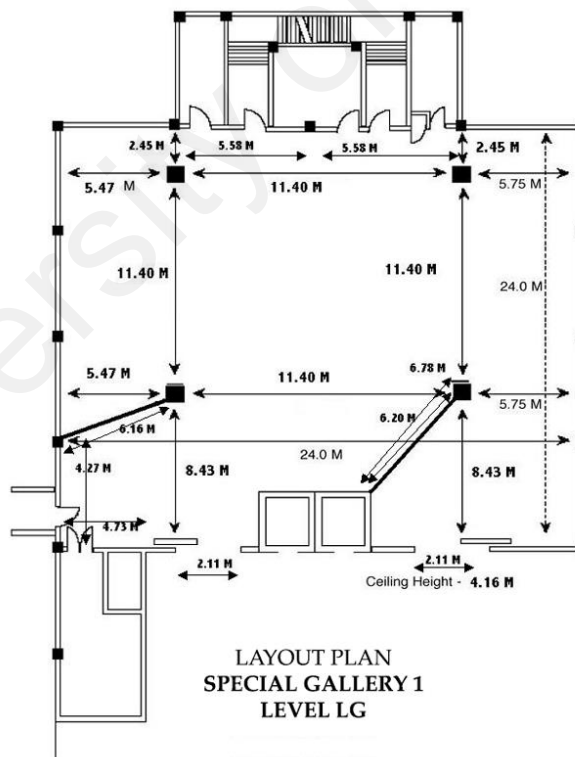 ersity o
2.45 M
5.58 M
5.58 M
2.45 M
5.47 M
11.40 M
5.75 M
11.40 M
11.40 M
24.0 M
6.78 M
5.47 M
11.40 M
5.75 M
6.16 M
6.20 M
4.27 M
8.43 M
24.0 M
8.43 M
4.73 M
2.11 M
2.11 M
Ceiling Height - 4.16 M
LAYOUT PLAN
SPECIAL GALLERY 1
LEVEL LG